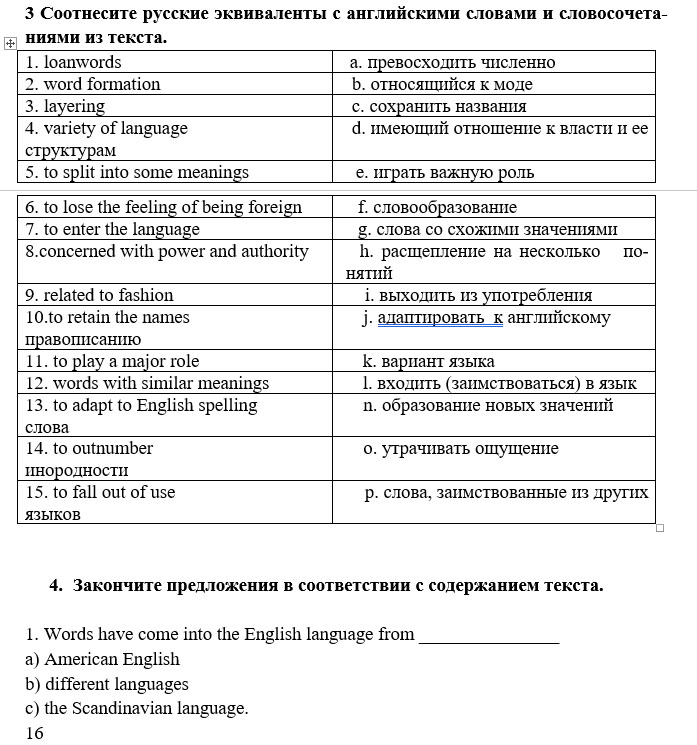 3 Соотнесите русские эквиваленты с английскими словами и словосочета-
ниями из текста.
1. loanwords a. превосходить численно
2. word formation b. относящийся к моде
3. layering c. сохранить названия
4. variety of language d. имеющий отношение к власти и ее
структурам
5. to split into some meanings e. играть важную роль
6. to lose the feeling of being foreign f. словообразование
7. to enter the language g. слова со схожими значениями
8.concerned with power and authority h. расщепление на несколько по-
нятий
9. related to fashion i. выходить из употребления
10.to retain the names j. адаптировать к английскому
правописанию
11. to play a major role k. вариант языка
12. words with similar meanings l. входить (заимствоваться) в язык
13. to adapt to English spelling n. образование новых значений
слова
14. to outnumber o. утрачивать ощущение
инородности
15. to fall out of use p. слова, заимствованные из других
языков
4. Закончите предложения в соответствии с содержанием текста.
1. Words have come into the English language from ________________
a) American English
b) different languages
c) the Scandinavian language.
16